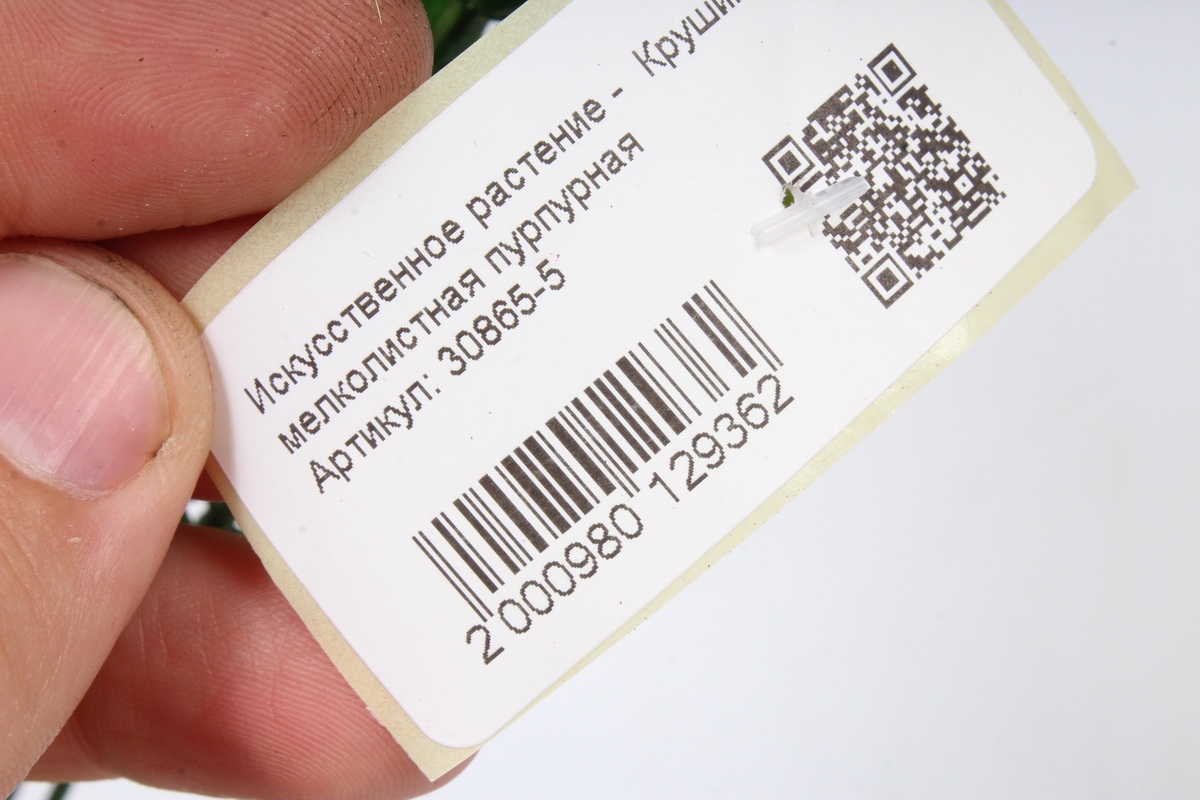 Искусственное растение -
мелколистная пурпурная
Артикул: 30865-5
2 000980 129362